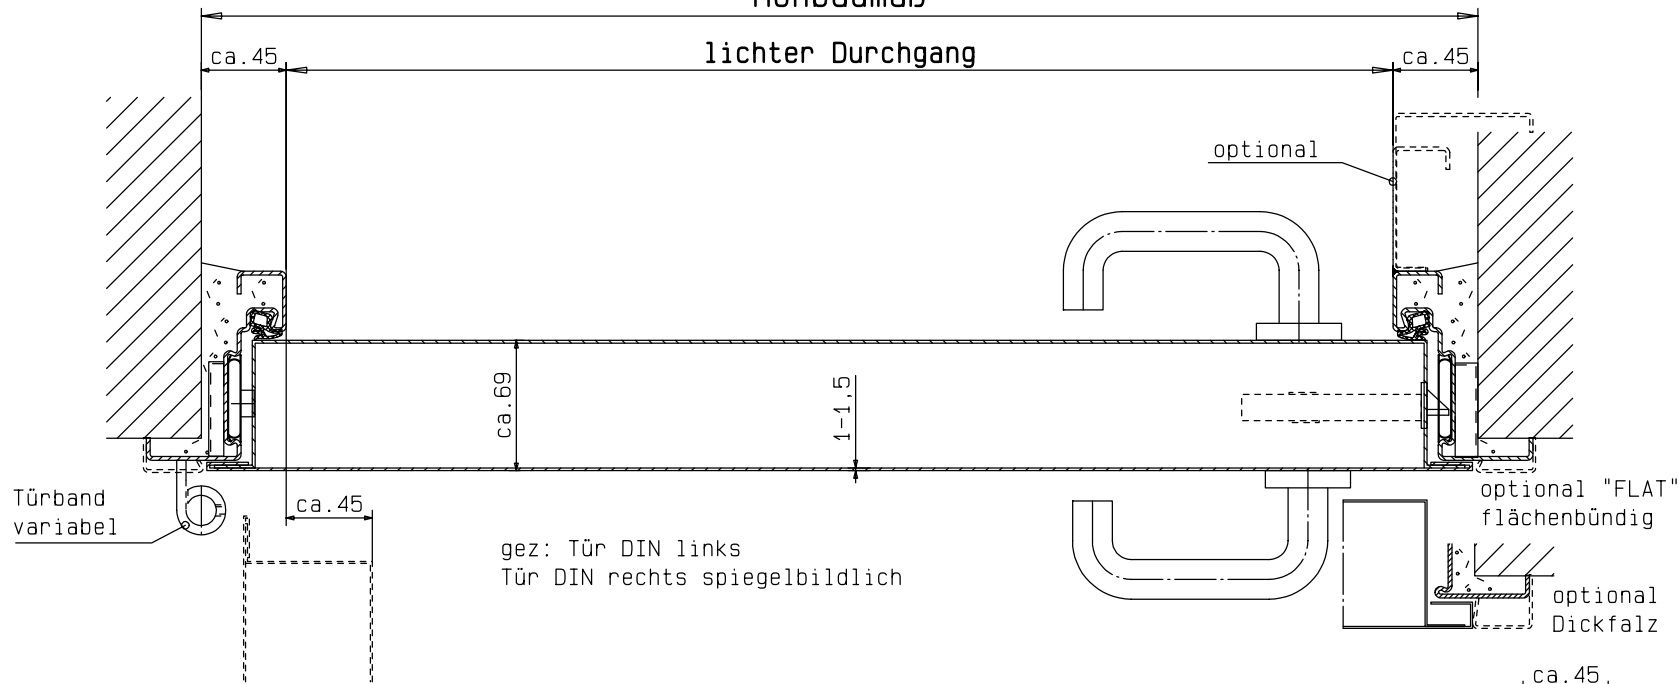 ca.45
lichter Durchgang
ca.45
optional
ca.69
1-1,5
Türband
variabel
ca.45
gez: Tür DIN links
Tür DIN rechts spiegelbildlich
optional "FLAT"
flächenbündig
optional
Dickfalz
ca.45